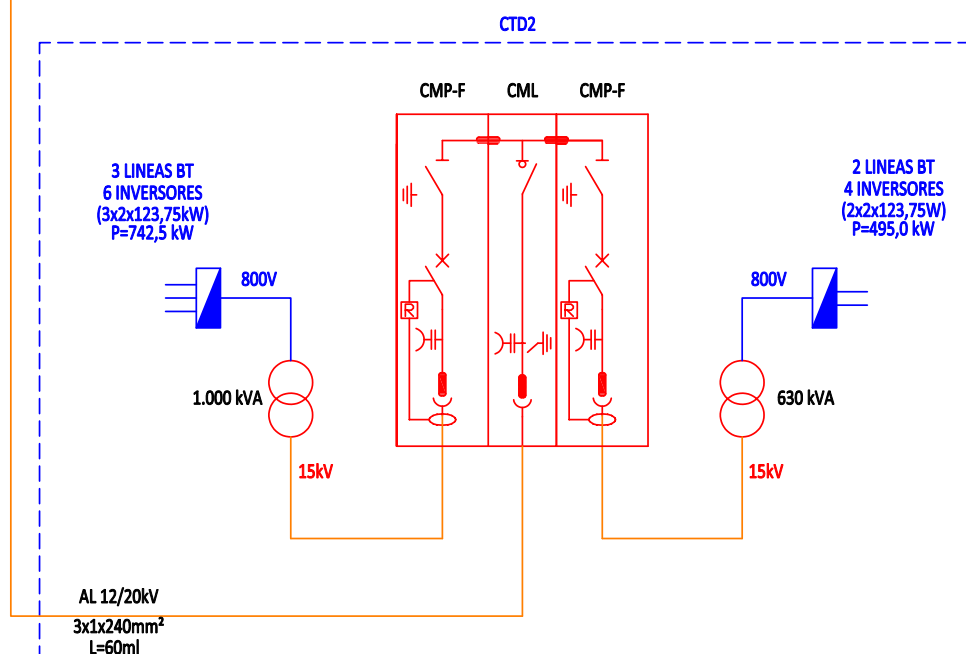 CTD2
CMP-F
CML
CMP-F
3 LINEAS BT
6 INVERSORES
(3x2x123,75kW)
P=742,5 kW
2 LINEAS BT
4 INVERSORES
(2x2x123,75W)
P=495,0 kW
800V
800V
R
R
1.000 kVA
630 kVA
15kV
15kV
AL 12/20kV
3x1x240mm²
L=60ml